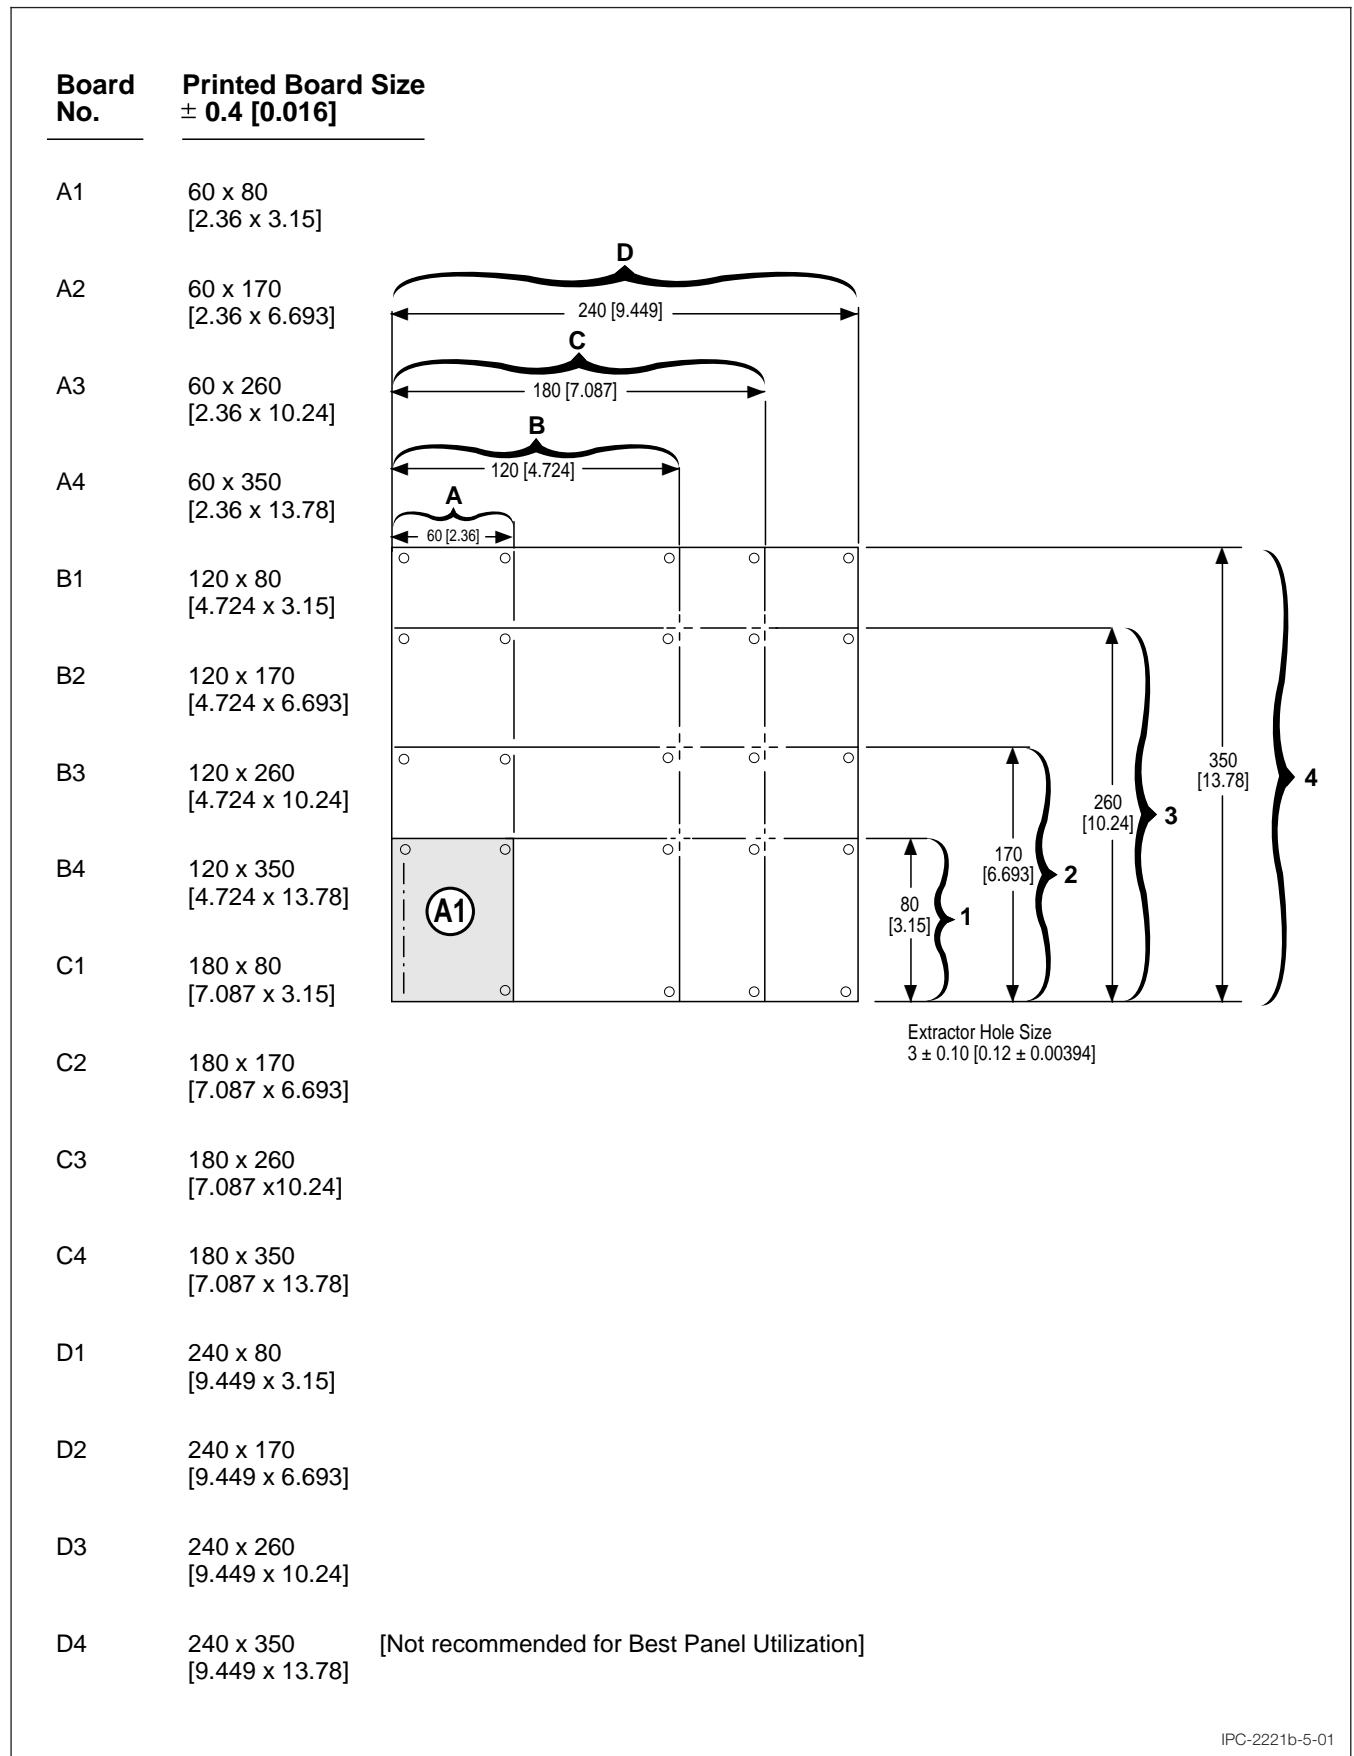 Board Printed Board Size
No. ± 0.4 [0.016]
A1 60 x 80
[2.36 x 3.15]
A2 60 x 170
[2.36 x 6.693]
A3 60 x 260
[2.36 x 10.24]
A4 60 x 350
[2.36 x 13.78]
B1 120 x 80
[4.724 x 3.15]
B2 120 x 170
[4.724 x 6.693]
B3 120 x 260
[4.724 x 10.24]
B4 120 x 350
[4.724 x 13.78]
C1 180 x 80
[7.087 x 3.15]
C2 180 x 170
[7.087 x 6.693]
C3 180 x 260
[7.087 x10.24]
C4 180 x 350
[7.087 x 13.78]
D1 240 x 80
[9.449 x 3.15]
D2 240 x 170
[9.449 x 6.693]
D3 240 x 260
[9.449 x 10.24]
D4 240 x 350 [Not recommended for Best Panel Utilization]
[9.449 x 13.78]
D
240 [9.449]
C
180 [7.087]
B
120 [4.724]
A
60 [2.36]
A1
80
[3.15]
1
170
[6.693]
2
260
[10.24]
3
350
[13.78]
4
Extractor Hole Size
3 ± 0.10 [0.12 ± 0.00394]
IPC-2221b-5-01